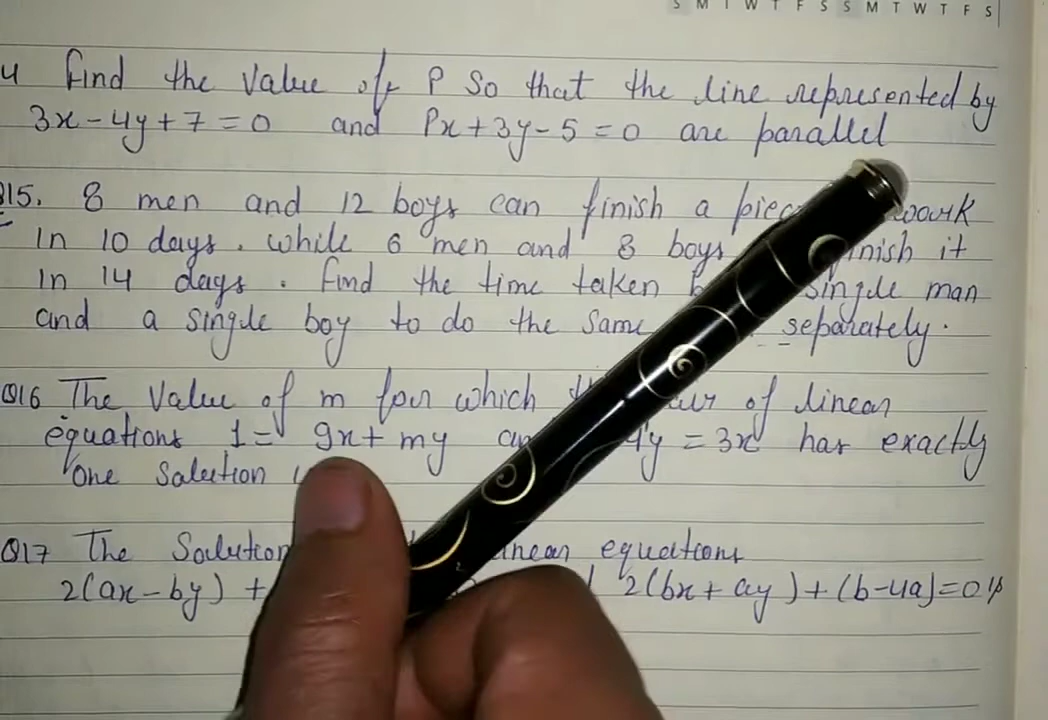 S M T W T F S S M T W T F S
4 find the value of P So that the line represented by
3x-4y+7=0 and Px+3y-5=0 are parallel
Q15. 8 men and 12 boys can finish a work
In 10 days. while 6 men and 8 boys finish it
In 14 days. find the time taken single man
and a single boy to do the same separately.
Q16 The Value of m for which of linear
equations 1= 9x+my 4y = 3x has exactly
One Solution
Q17 The Solution linear equations
2(ax-by)+ 2(bx+ay)+(b-4a)=0